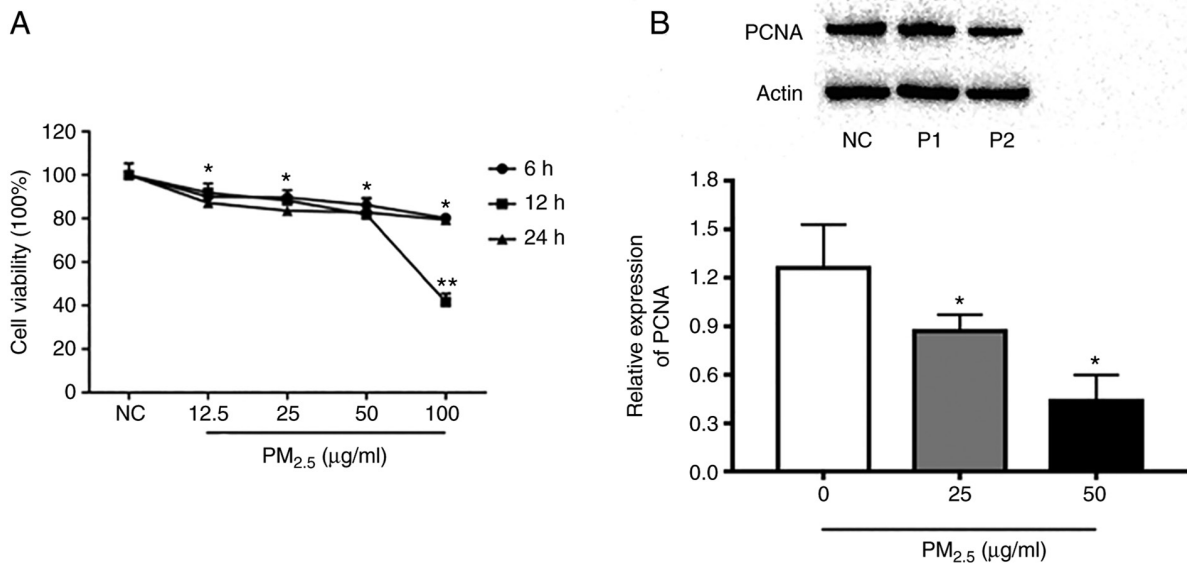 A
120
100
80
60
40
20
0
Cell viability (100%)
* * * *
**
6 h
12 h
24 h
NC 12.5 25 50 100
PM2.5 (μg/ml)
B
PCNA
Actin
NC P1 P2
1.8
1.5
1.2
0.9
0.6
0.3
0.0
Relative expression
of PCNA
*
*
0 25 50
PM2.5 (μg/ml)